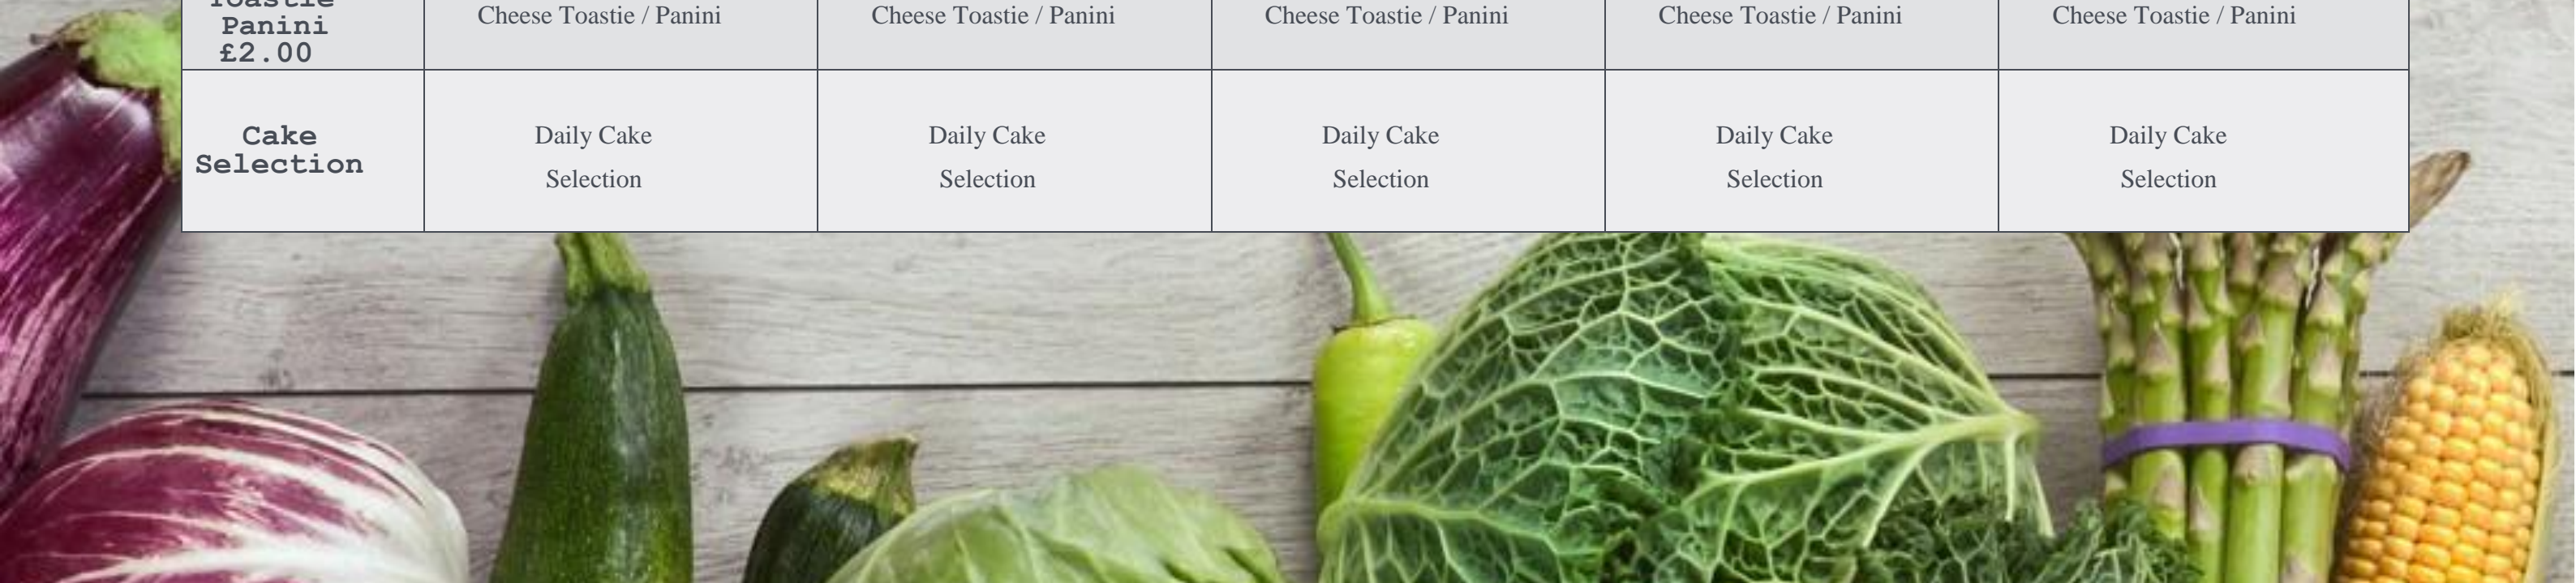 Toastie
Panini
£2.00
Cheese Toastie / Panini
Cheese Toastie / Panini
Cheese Toastie / Panini
Cheese Toastie / Panini
Cheese Toastie / Panini
Cake
Selection
Daily Cake
Selection
Daily Cake
Selection
Daily Cake
Selection
Daily Cake
Selection
Daily Cake
Selection